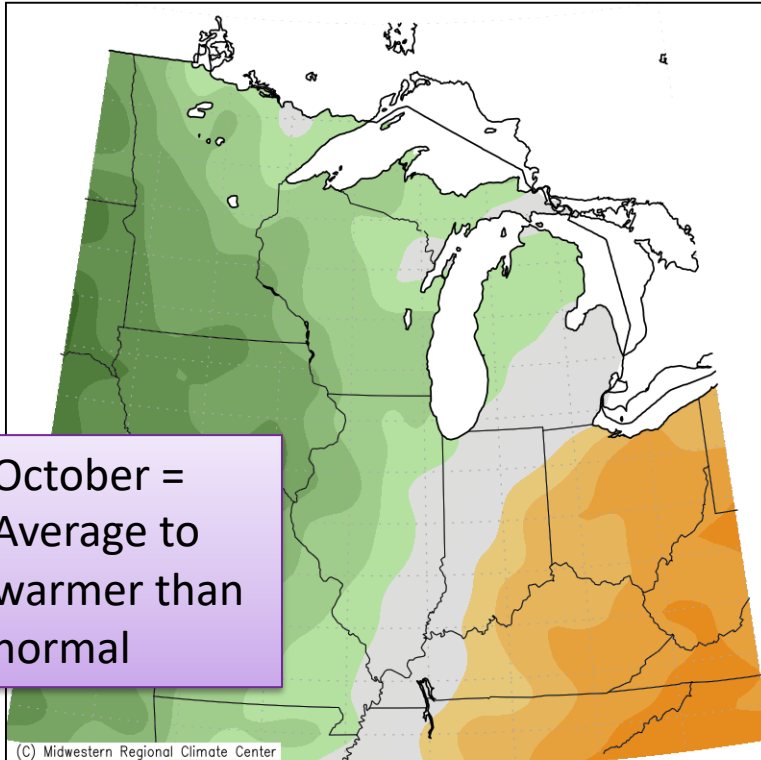 October =
Average to
warmer than
normal
(C) Midwestern Regional Climate Center